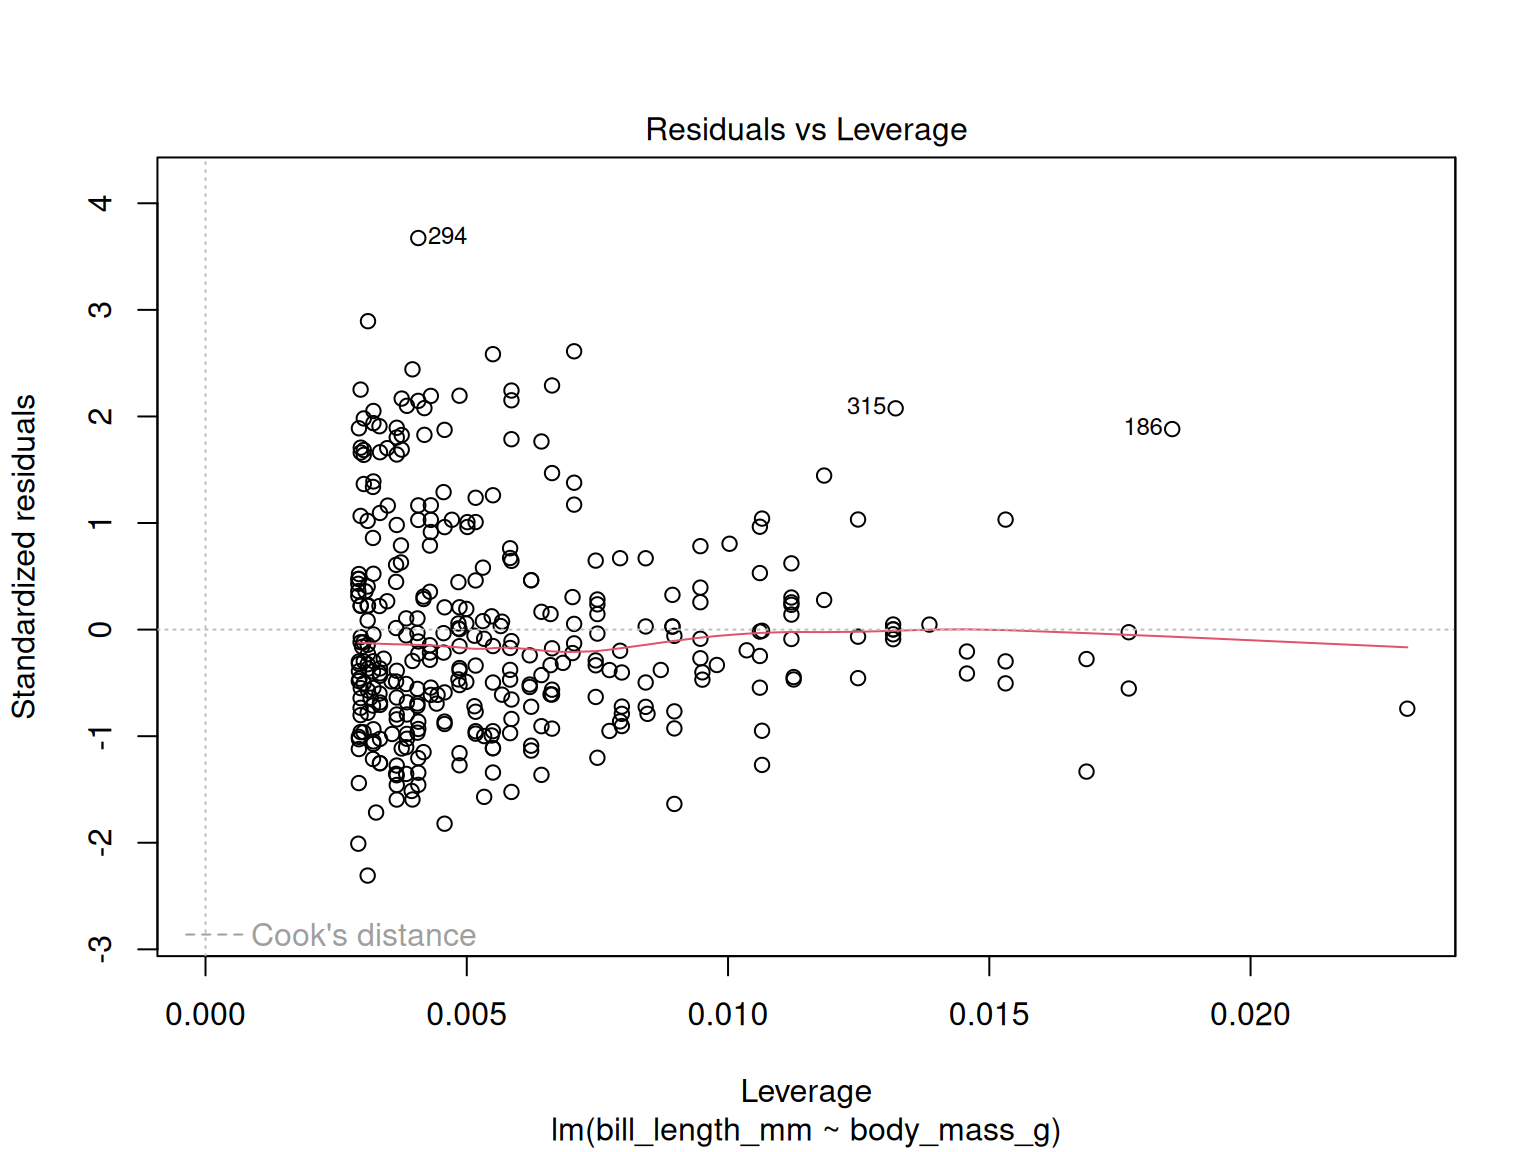 Residuals vs Leverage
Standardized residuals
4
3
2
1
0
-1
-2
-3
294
315
186
Cook's distance
0.000 0.005 0.010 0.015 0.020
Leverage
lm(bill_length_mm ~ body_mass_g)